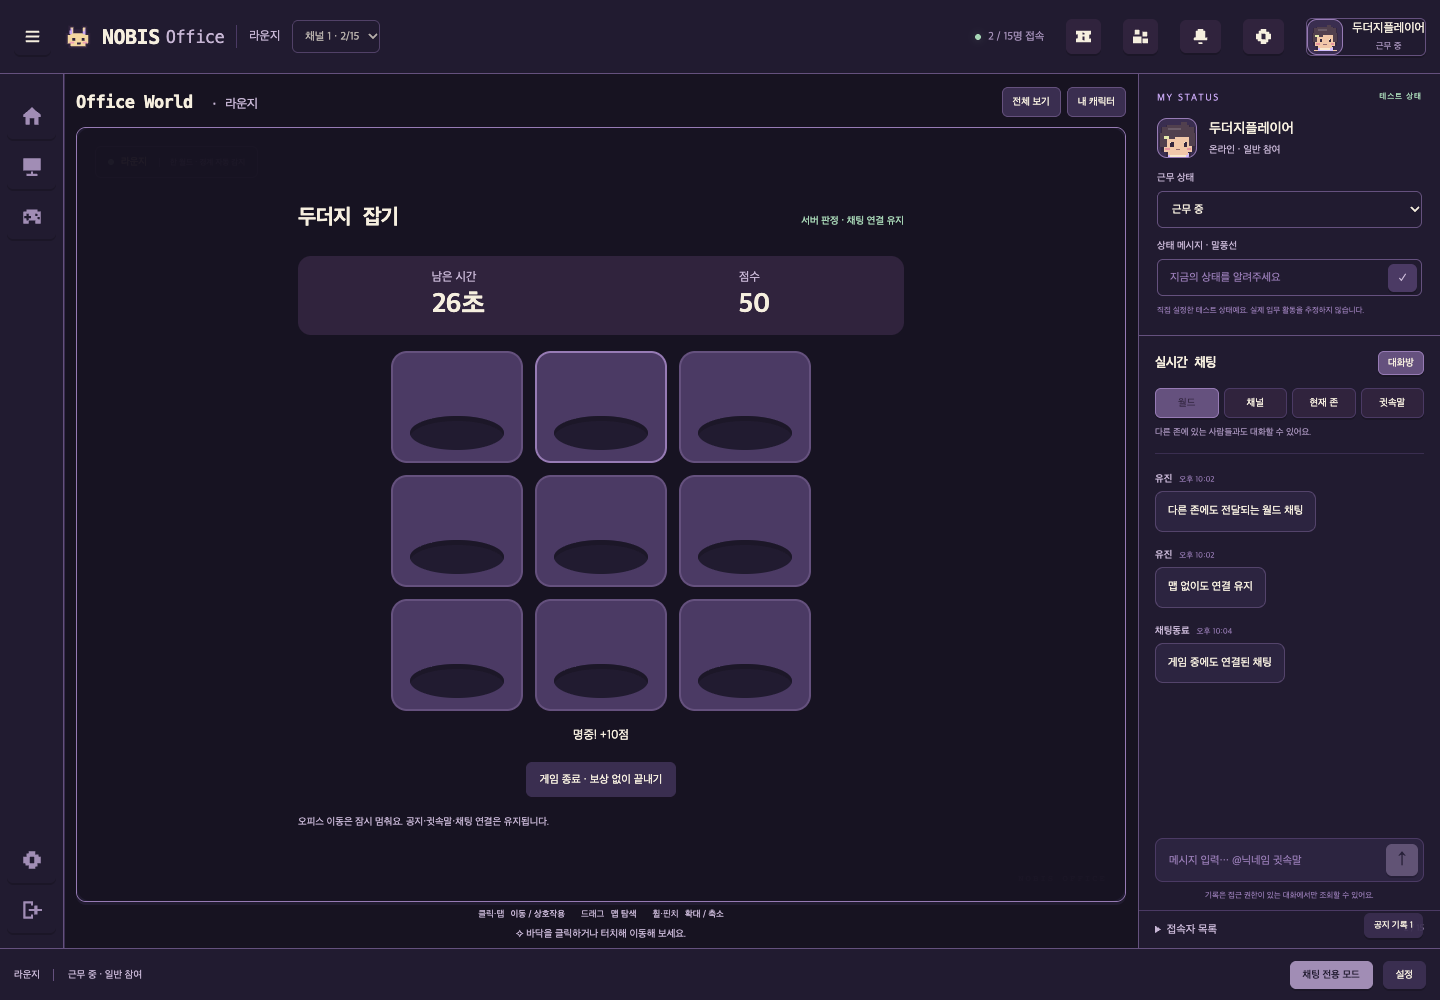 NOBIS Office
라운지
채널 1 · 2/15
2 / 15명 접속
두더지플레이어
근무 중
Office World · 라운지
전체 보기
내 캐릭터
두더지 잡기
서버 판정 · 채팅 연결 유지
남은 시간
26초
점수
50
명중! +10점
게임 종료 · 보상 없이 끝내기
오피스 이동은 잠시 멈춰요. 공지·귓속말·채팅 연결은 유지됩니다.
클릭·탭 이동 / 상호작용 드래그 맵 탐색 휠·핀치 확대 / 축소
✧ 바닥을 클릭하거나 터치해 이동해 보세요.
MY STATUS
테스트 상태
두더지플레이어
온라인 · 일반 참여
근무 상태
근무 중
상태 메시지 · 말풍선
지금의 상태를 알려주세요
✓
직접 설정한 테스트 상태예요. 실제 업무 활동을 추정하지 않습니다.
실시간 채팅
대화방
월드
채널
현재 존
귓속말
다른 존에 있는 사람들과도 대화할 수 있어요.
유진 오후 10:02
다른 존에도 전달되는 월드 채팅
유진 오후 10:02
맵 없이도 연결 유지
채팅동료 오후 10:04
게임 중에도 연결된 채팅
메시지 입력… @닉네임 귓속말
↑
기록은 접근 권한이 있는 대화에서만 조회할 수 있어요.
▶ 접속자 목록
공지 기록 1
라운지
근무 중 · 일반 참여
채팅 전용 모드
설정